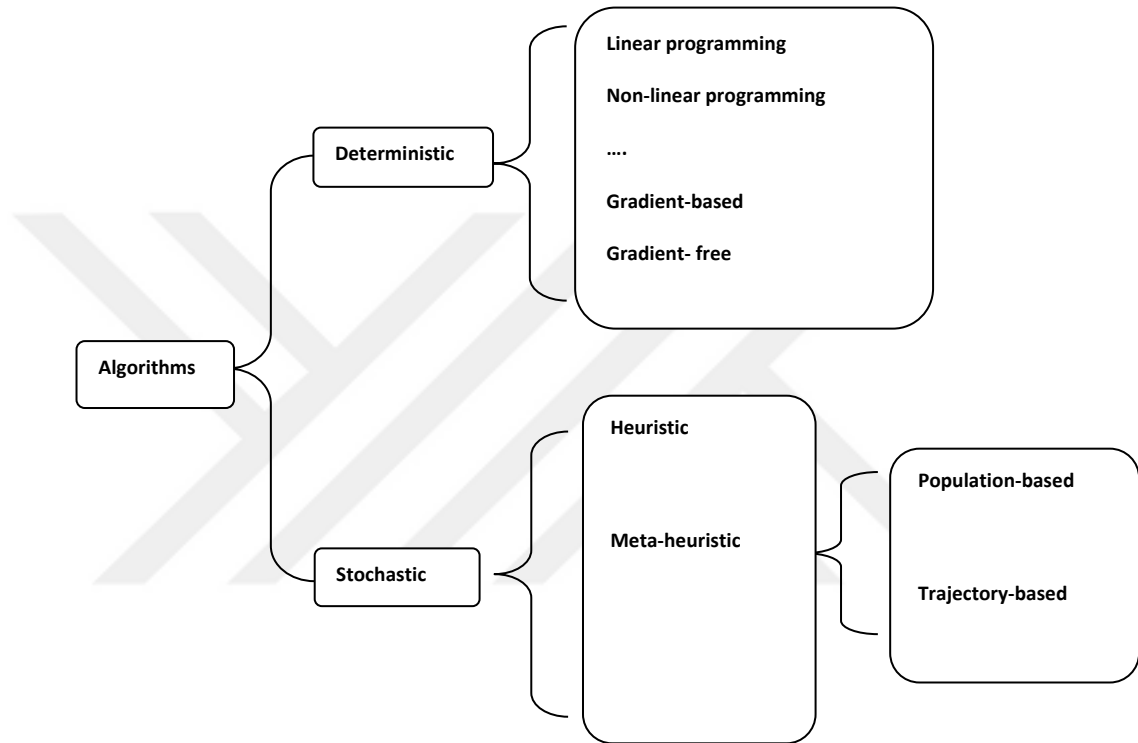 Linear programming
Non-linear programming
Deterministic
….
Gradient-based
Gradient- free
Algorithms
Heuristic
Population-based
Meta-heuristic
Stochastic
Trajectory-based